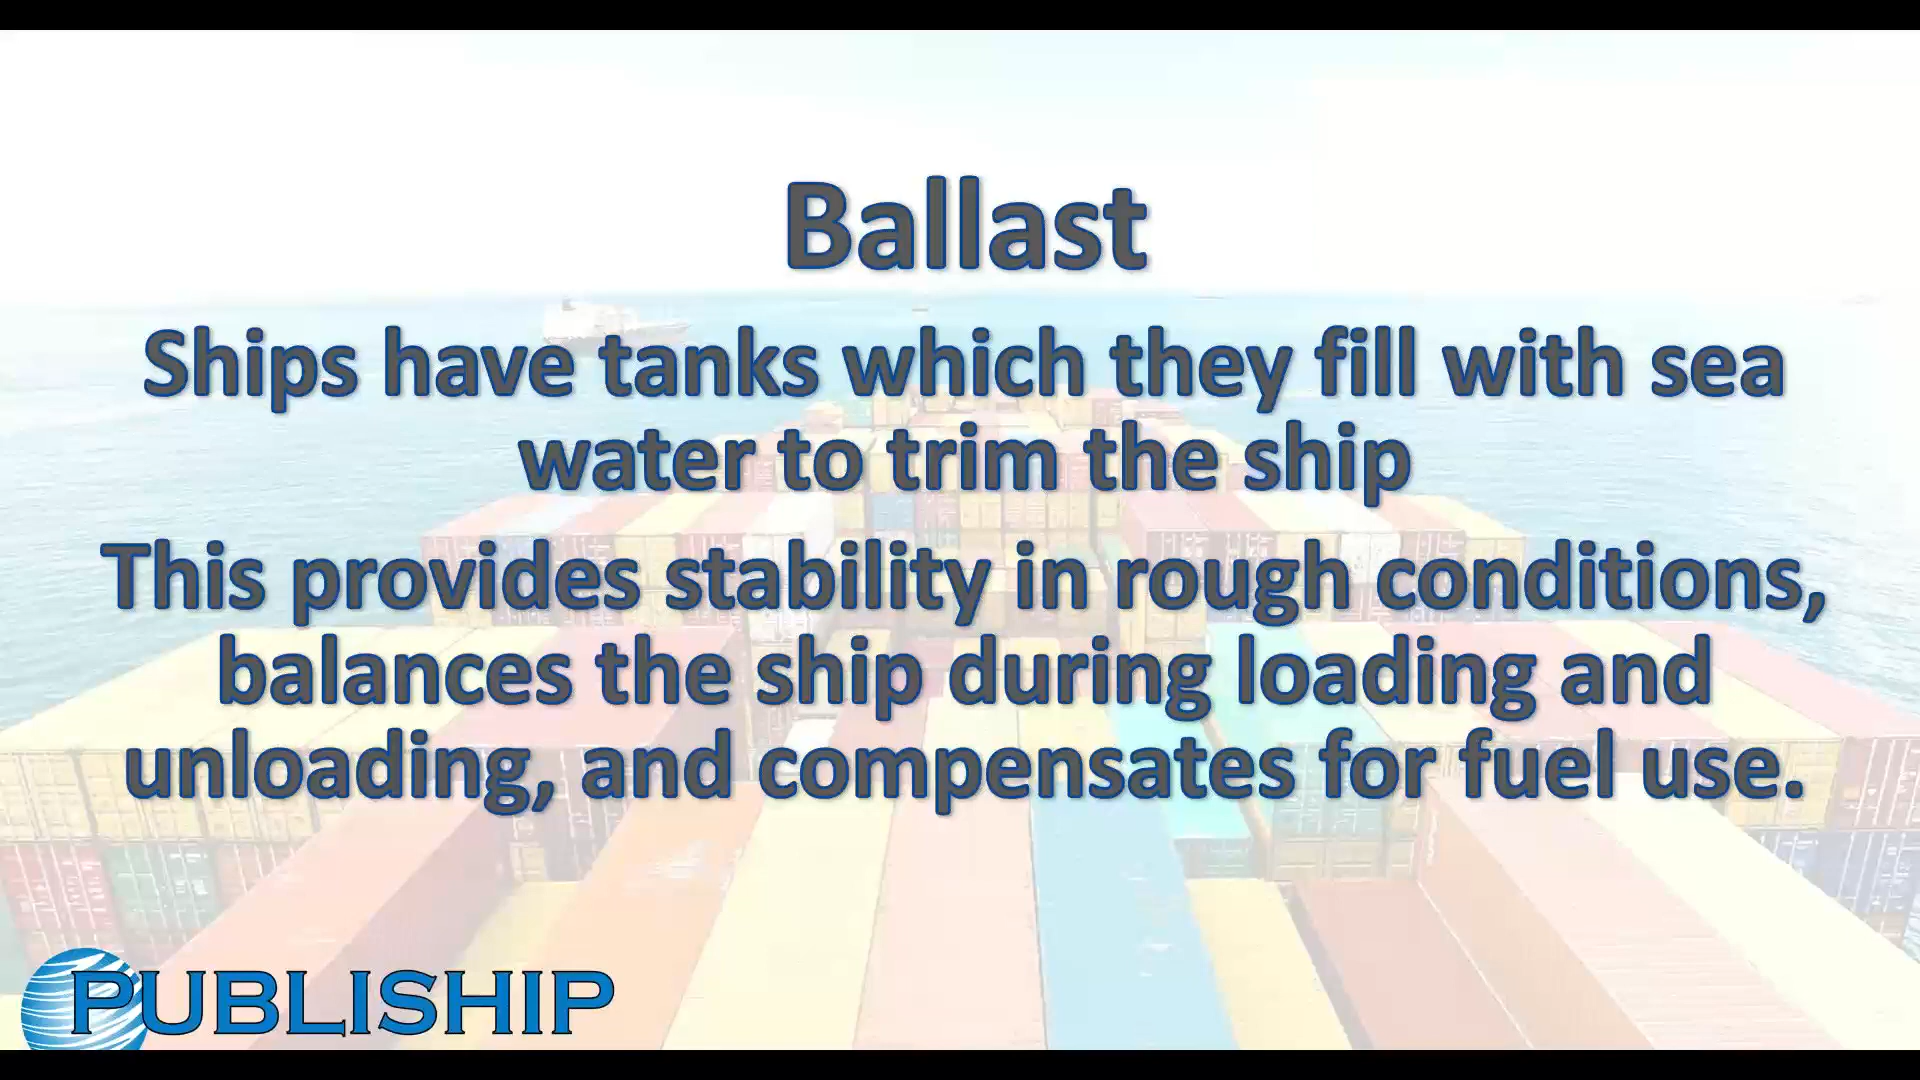 Ballast
Ships have tanks which they fill with sea
water to trim the ship
This provides stability in rough conditions,
balances the ship during loading and
unloading, and compensates for fuel use.
PUBLISHIP